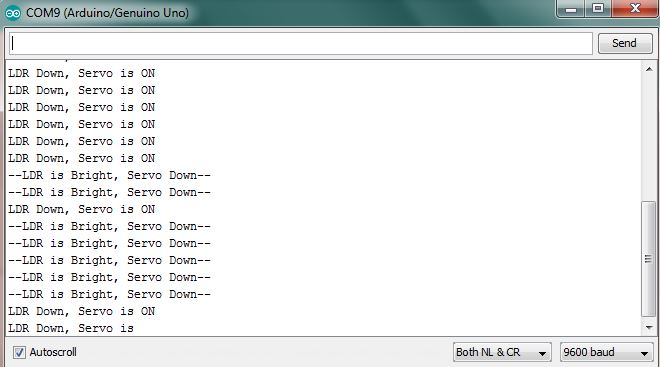 COM9 (Arduino/Genuino Uno)
Send
LDR Down, Servo is ON
LDR Down, Servo is ON
LDR Down, Servo is ON
LDR Down, Servo is ON
LDR Down, Servo is ON
LDR Down, Servo is ON
--LDR is Bright, Servo Down--
--LDR is Bright, Servo Down--
LDR Down, Servo is ON
--LDR is Bright, Servo Down--
--LDR is Bright, Servo Down--
--LDR is Bright, Servo Down--
--LDR is Bright, Servo Down--
--LDR is Bright, Servo Down--
LDR Down, Servo is ON
LDR Down, Servo is
Autoscroll
Both NL & CR
9600 baud